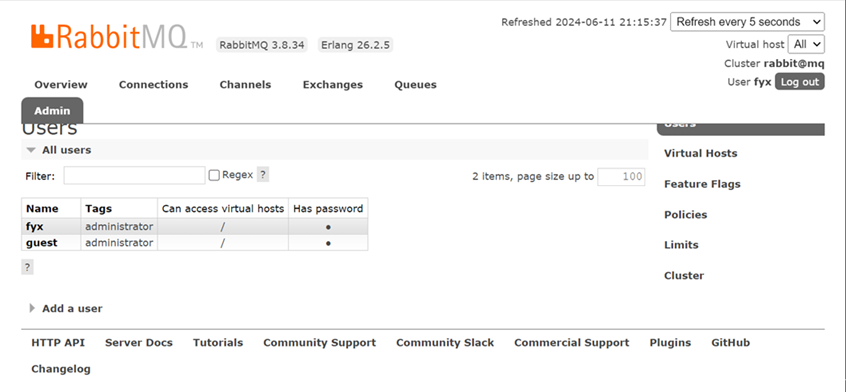 Refreshed 2024-06-11 21:15:37 Refresh every 5 seconds
RabbitMQ TM RabbitMQ 3.8.34 Erlang 26.2.5
Virtual host All
Cluster rabbit@mq
User fyx Log out
Overview Connections Channels Exchanges Queues
Admin
Users
All users
Filter: Regex ?
2 items, page size up to 100
Name Tags Can access virtual hosts Has password
fyx administrator / ●
guest administrator / ●
?
Add a user
Users
Virtual Hosts
Feature Flags
Policies
Limits
Cluster
HTTP API Server Docs Tutorials Community Support Community Slack Commercial Support Plugins GitHub
Changelog